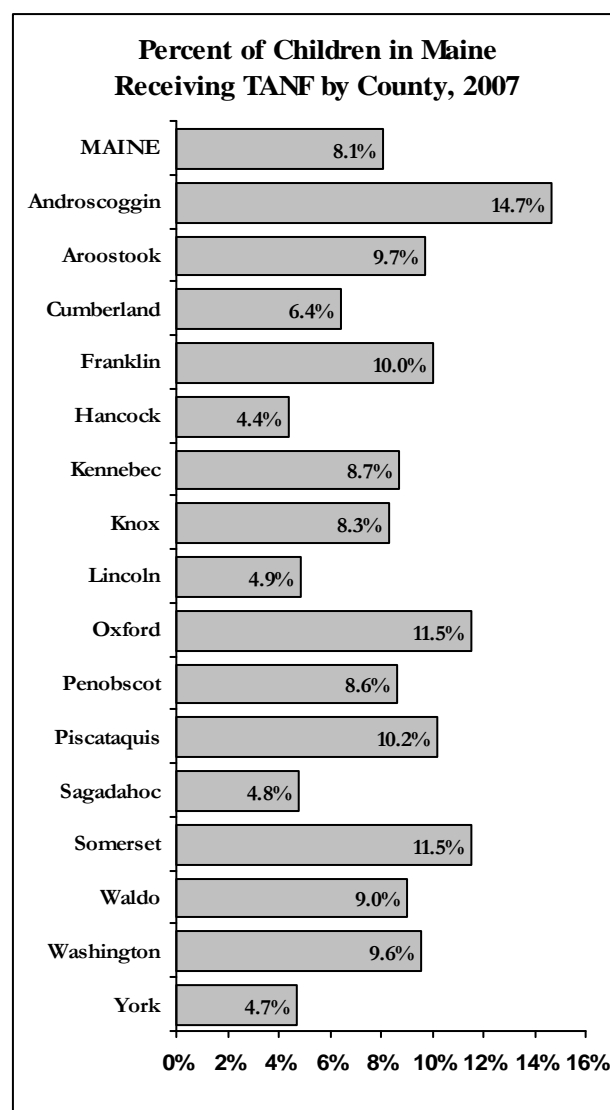 Percent of Children in Maine
Receiving TANF by County, 2007
MAINE 8.1%
Androscoggin 14.7%
Aroostook 9.7%
Cumberland 6.4%
Franklin 10.0%
Hancock 4.4%
Kennebec 8.7%
Knox 8.3%
Lincoln 4.9%
Oxford 11.5%
Penobscot 8.6%
Piscataquis 10.2%
Sagadahoc 4.8%
Somerset 11.5%
Waldo 9.0%
Washington 9.6%
York 4.7%
0% 2% 4% 6% 8% 10% 12% 14% 16%